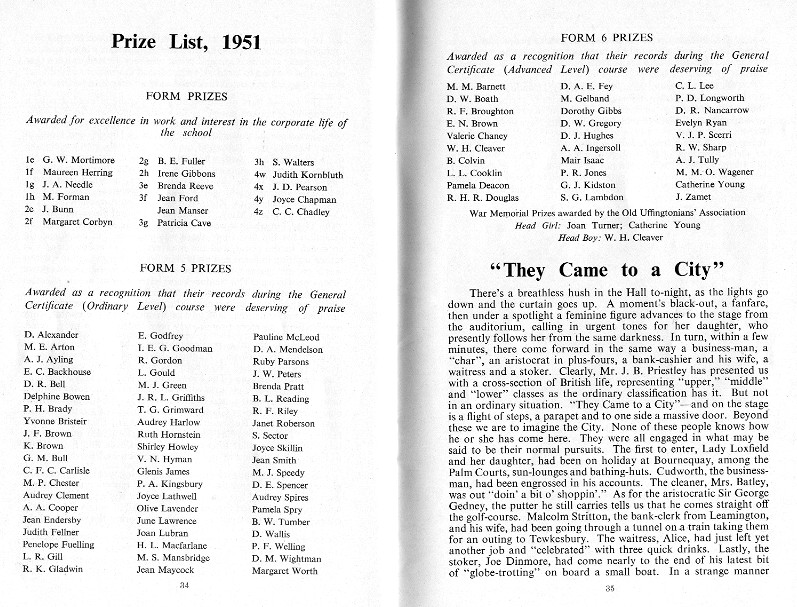 Prize List, 1951
FORM PRIZES
Awarded for excellence in work and interest in the corporate life of
the school
1e G. W. Mortimore
1f Maureen Herring
1g J. A. Needle
1h M. Forman
2e J. Bunn
2f Margaret Corbyn
2g B. E. Fuller
2h Irene Gibbons
3e Brenda Reeve
3f Jean Ford
Jean Manser
3g Patricia Cave
3h S. Walters
4w Judith Kornbluth
4x J. D. Pearson
4y Joyce Chapman
4z C. C. Chadley
FORM 5 PRIZES
Awarded as a recognition that their records during the General
Certificate (Ordinary Level) course were deserving of praise
D. Alexander
M. E. Arton
A. J. Ayling
E. C. Backhouse
D. R. Bell
Delphine Bowen
P. H. Brady
Yvonne Bristeir
J. F. Brown
K. Brown
G. M. Bull
C. F. C. Carlisle
M. P. Chester
Audrey Clement
A. A. Cooper
Jean Endersby
Judith Fellner
Penelope Fuelling
L. R. Gill
R. K. Gladwin
E. Godfrey
I. E. G. Goodman
R. Gordon
L. Gould
M. J. Green
J. R. L. Griffiths
T. G. Grimward
Audrey Harlow
Ruth Hornstein
Shirley Howley
V. N. Hyman
Glenis James
P. A. Kingsbury
Joyce Lathwell
Olive Lavender
June Lawrence
Joan Lubran
H. L. Macfarlane
M. S. Mansbridge
Jean Maycock
Pauline McLeod
D. A. Mendelson
Ruby Parsons
J. W. Peters
Brenda Pratt
B. L. Reading
R. F. Riley
Janet Roberson
S. Sector
Joyce Skillin
Jean Smith
M. J. Speedy
D. E. Spencer
Audrey Spires
Pamela Spry
B. W. Tumber
D. Wallis
P. F. Welling
D. M. Wightman
Margaret Worth
34
FORM 6 PRIZES
Awarded as a recognition that their records during the General
Certificate (Advanced Level) course were deserving of praise
M. M. Barnett
D. W. Boath
R. F. Broughton
E. N. Brown
Valerie Chaney
W. H. Cleaver
B. Colvin
L. L. Cooklin
Pamela Deacon
R. H. R. Douglas
D. A. E. Fey
M. Gelband
Dorothy Gibbs
D. W. Gregory
D. J. Hughes
A. A. Ingersoll
Mair Isaac
P. R. Jones
G. J. Kidston
S. G. Lambdon
C. L. Lee
P. D. Longworth
D. R. Nancarrow
Evelyn Ryan
V. J. P. Scerri
R. W. Sharp
A. J. Tully
M. M. O. Wagener
Catherine Young
J. Zamet
War Memorial Prizes awarded by the Old Uffingtonians' Association
Head Girl: Joan Turner; Catherine Young
Head Boy: W. H. Cleaver
"They Came to a City"
There's a breathless hush in the Hall to-night, as the lights go
down and the curtain goes up. A moment's black-out, a fanfare,
then under a spotlight a feminine figure advances to the stage from
the auditorium, calling in urgent tones for her daughter, who
presently follows her from the same darkness. In turn, within a few
minutes, there come forward in the same way a business-man, a
"char", an aristocrat in plus-fours, a bank-cashier and his wife, a
waitress and a stoker. Clearly, Mr. J. B. Priestley has presented us
with a cross-section of British life, representing "upper," "middle"
and "lower" classes as the ordinary classification has it. But not
in an ordinary situation. "They Came to a City"—and on the stage
is a flight of steps, a parapet and to one side a massive door. Beyond
these we are to imagine the City. None of these people knows how
he or she has come here. They were all engaged in what may be
said to be their normal pursuits. The first to enter, Lady Loxfield
and her daughter, had been on holiday at Bournequay, among the
Palm Courts, sun-lounges and bathing-huts. Cudworth, the business-
man, had been engrossed in his accounts. The cleaner, Mrs. Batley,
was out "doin' a bit o' shoppin'." As for the aristocratic Sir George
Gedney, the putter he still carries tells us that he comes straight off
the golf-course. Malcolm Stritton, the bank-clerk from Leamington,
and his wife, had been going through a tunnel on a train taking them
for an outing to Tewkesbury. The waitress, Alice, had just left yet
another job and "celebrated" with three quick drinks. Lastly, the
stoker, Joe Dinmore, had come nearly to the end of his latest bit
of "globe-trotting" on board a small boat. In a strange manner
35